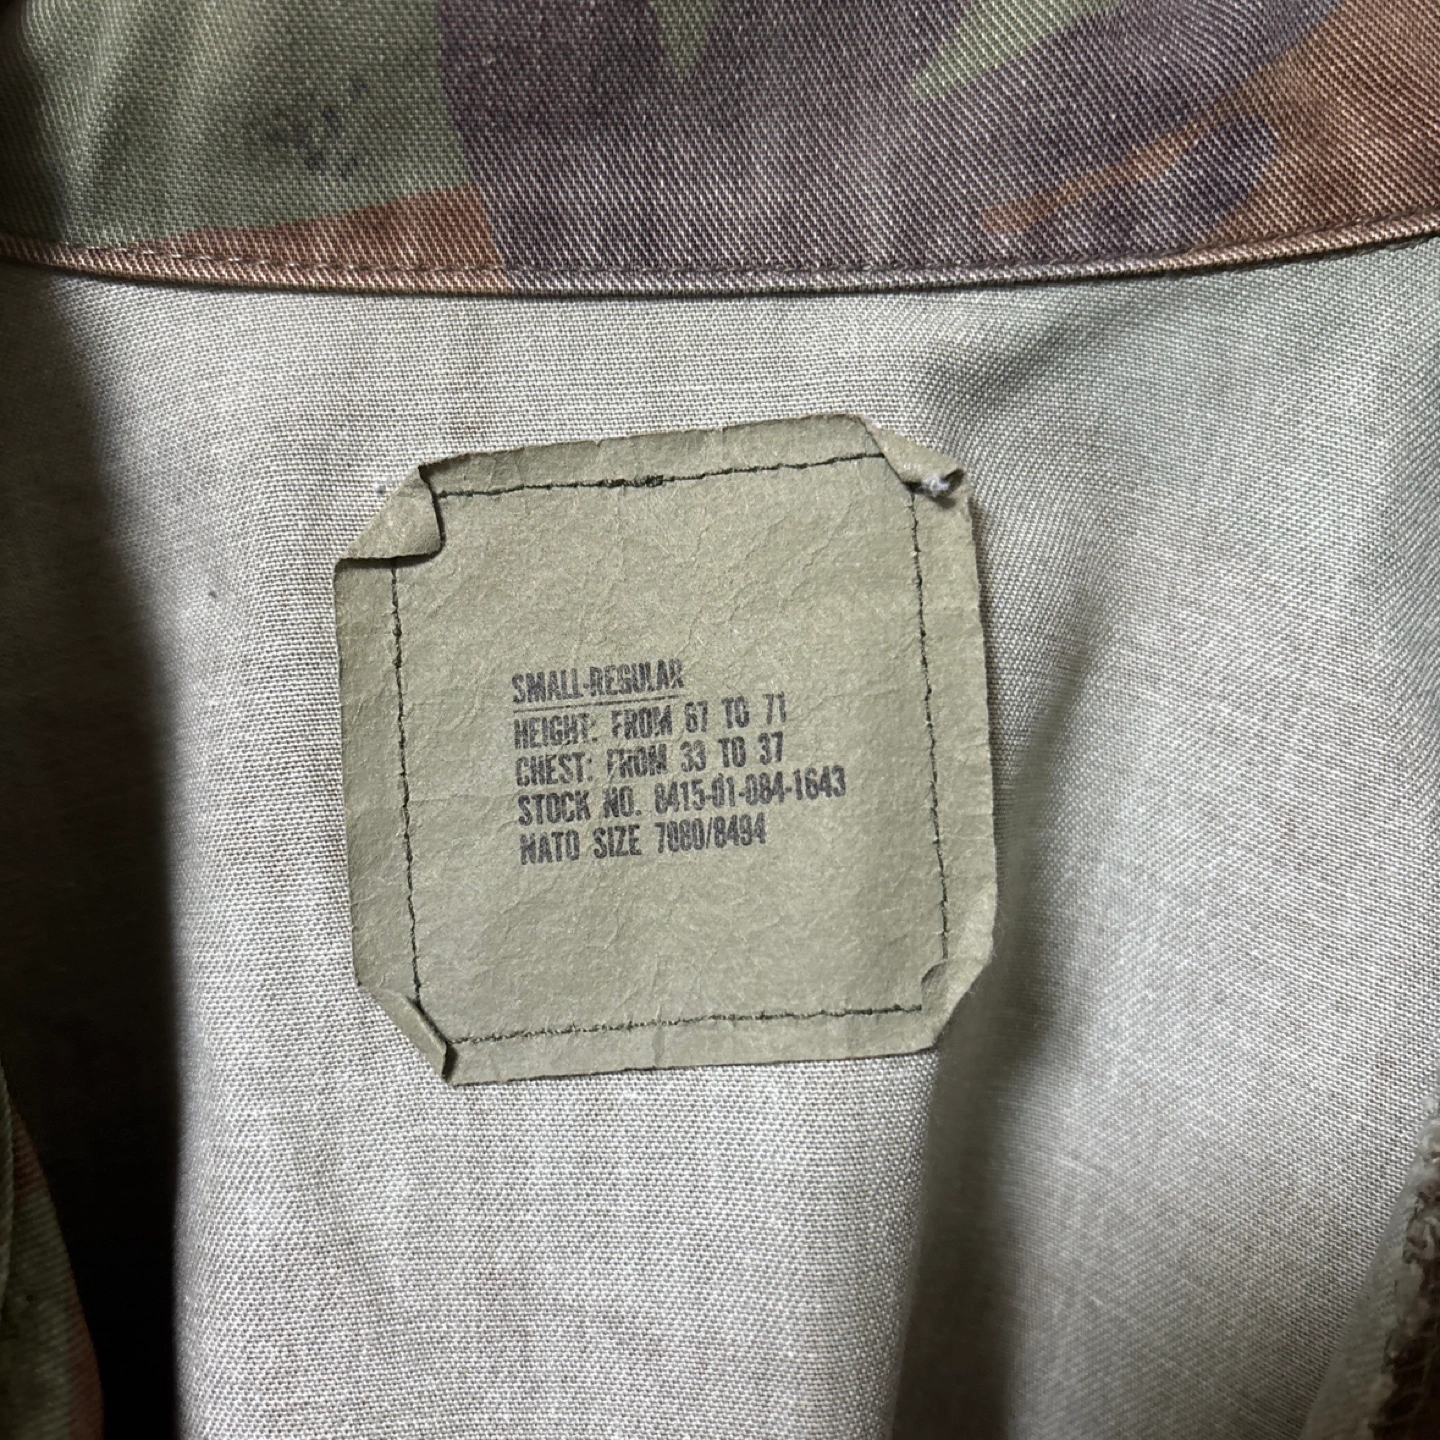 SMALL-REGULAR
HEIGHT: FROM 67 TO 71
CHEST: FROM 33 TO 37
STOCK NO. 8415-01-084-1643
NATO SIZE 7080/8494